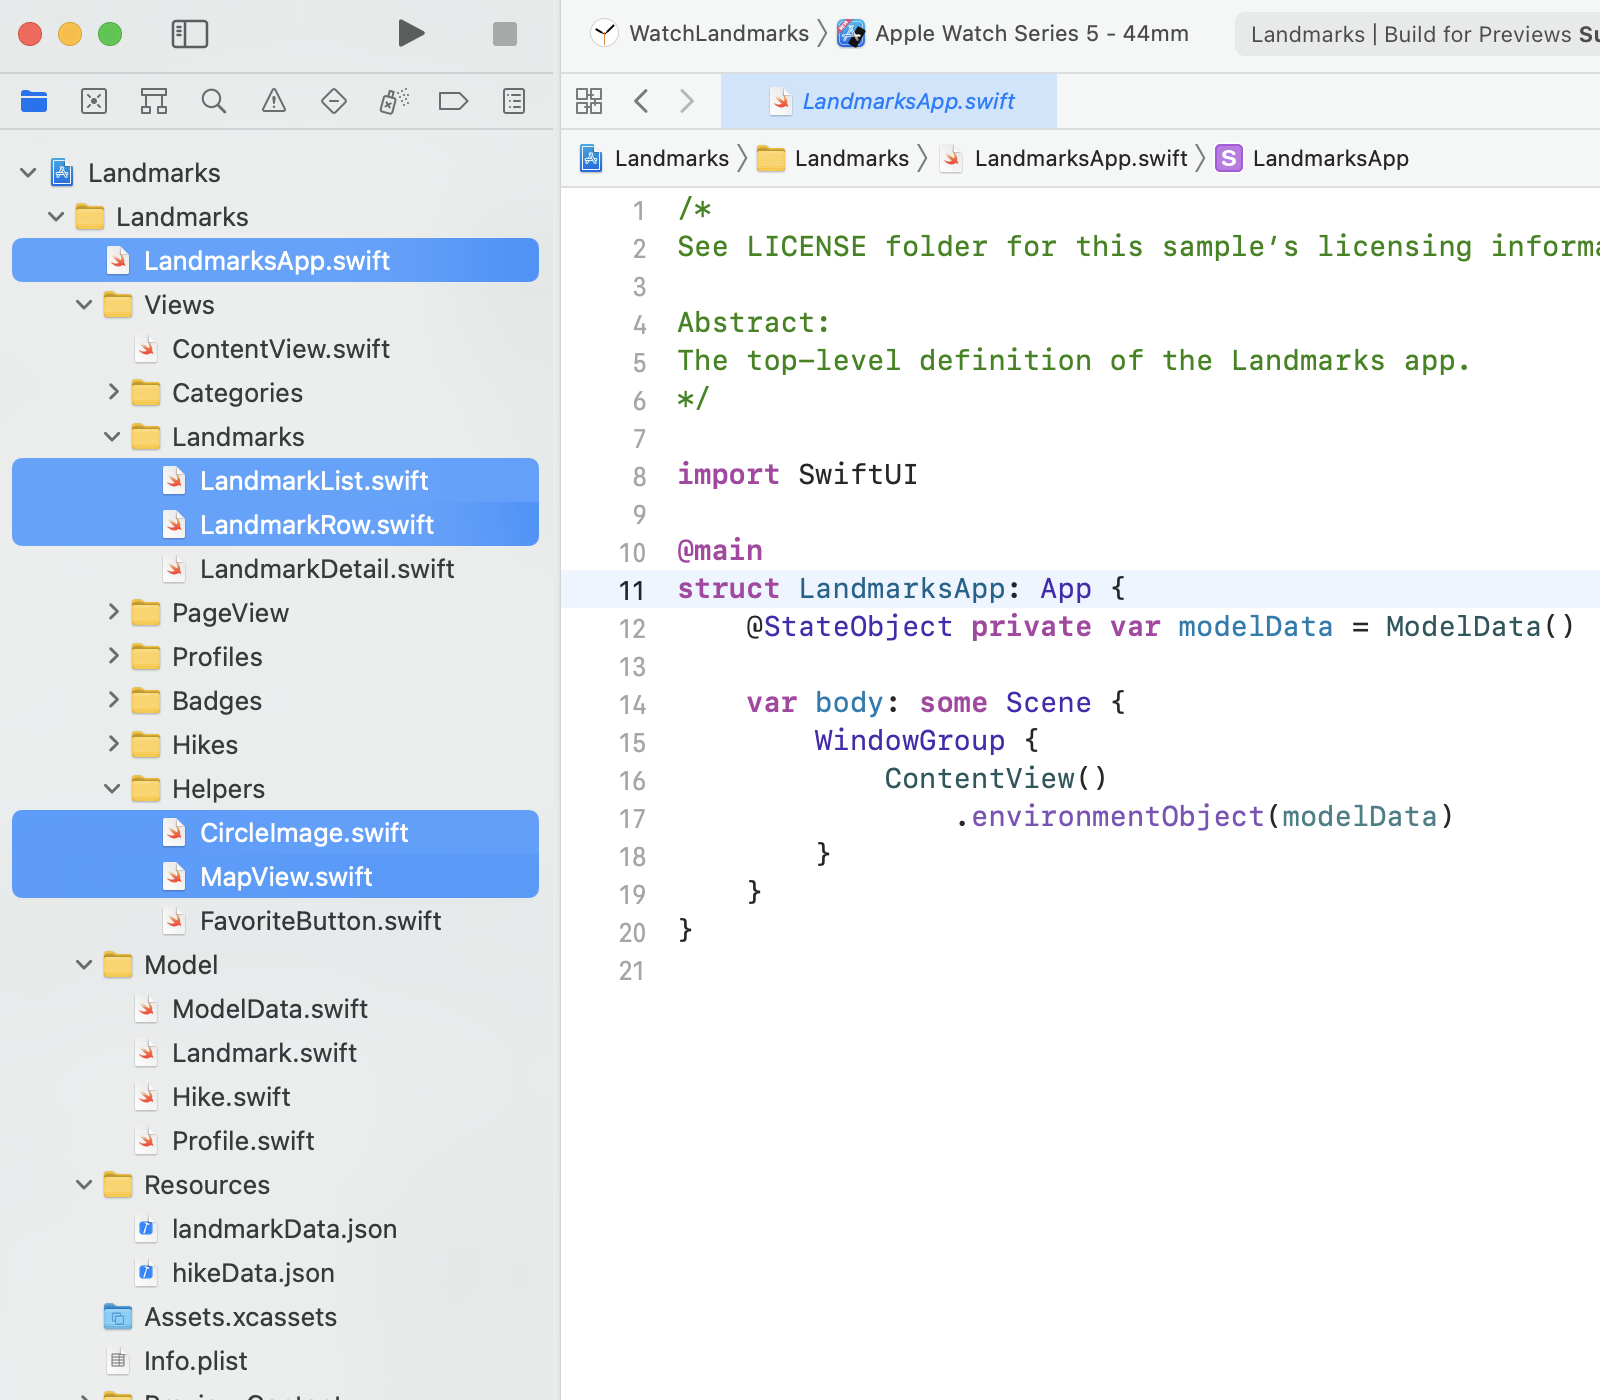 WatchLandmarks 〉 Apple Watch Series 5 - 44mm
Landmarks | Build for Previews
LandmarksApp.swift
Landmarks 〉 Landmarks 〉 LandmarksApp.swift 〉 S LandmarksApp
Landmarks
Landmarks
LandmarksApp.swift
Views
ContentView.swift
Categories
Landmarks
LandmarkList.swift
LandmarkRow.swift
LandmarkDetail.swift
PageView
Profiles
Badges
Hikes
Helpers
CircleImage.swift
MapView.swift
FavoriteButton.swift
Model
ModelData.swift
Landmark.swift
Hike.swift
Profile.swift
Resources
landmarkData.json
hikeData.json
Assets.xcassets
Info.plist
1 /*
2 See LICENSE folder for this sample’s licensing
3
4 Abstract:
5 The top-level definition of the Landmarks app.
6 */
7
8 import SwiftUI
9
10 @main
11 struct LandmarksApp: App {
12     @StateObject private var modelData = ModelData()
13
14     var body: some Scene {
15         WindowGroup {
16             ContentView()
17                 .environmentObject(modelData)
18         }
19     }
20 }
21